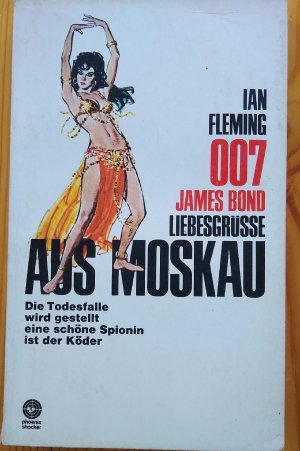 IAN
FLEMING
007
JAMES BOND
LIEBESGRÜSSE
AUS MOSKAU
Die Todesfalle
wird gestellt
eine schöne Spionin
ist der Köder
phoenix
shocker